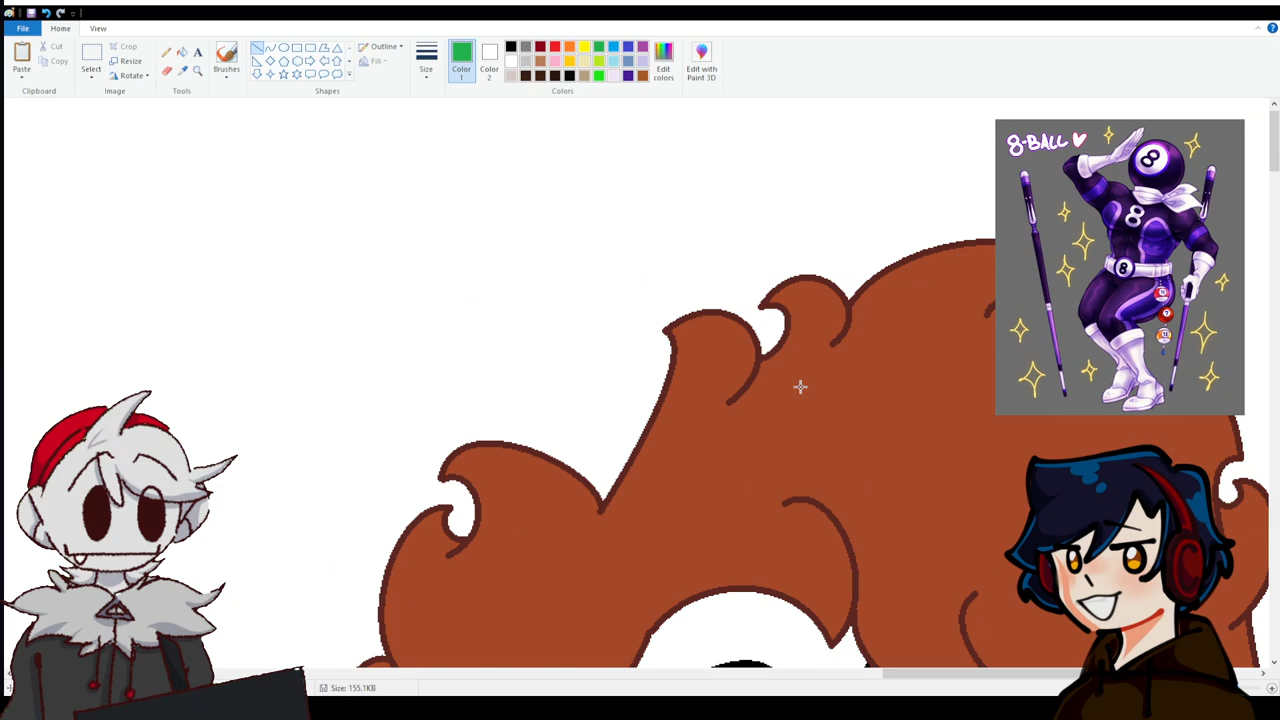 File Home View
Paste
Cut
Copy
Clipboard
Select
Crop
Resize
Rotate
Image
Tools
Brushes
Outline
Fill
Shapes
Size
Color
1
Color
2
Edit
colors
Colors
Edit with
Paint 3D
8-BALL
8
8
8
Size: 155.1KB